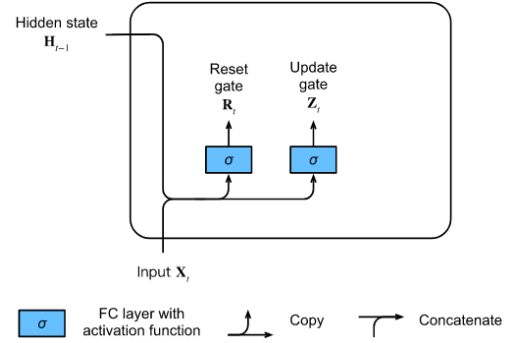 Hidden state
H_{t-1}
Reset
gate
R_t
Update
gate
Z_t
σ
σ
Input X_t
σ
FC layer with
activation function
Copy
Concatenate